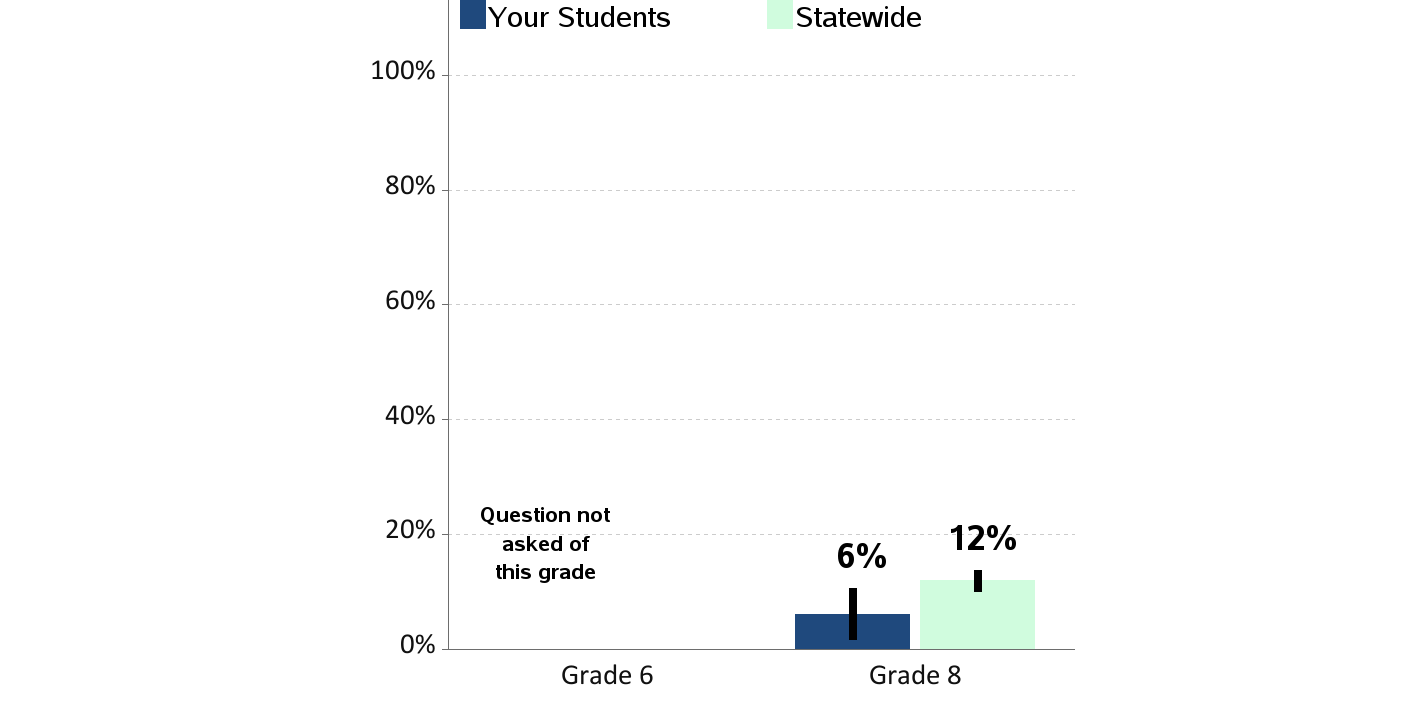 Your Students Statewide
100%
80%
60%
40%
20%
0%
Question not
asked of
this grade
6%
12%
Grade 6 Grade 8